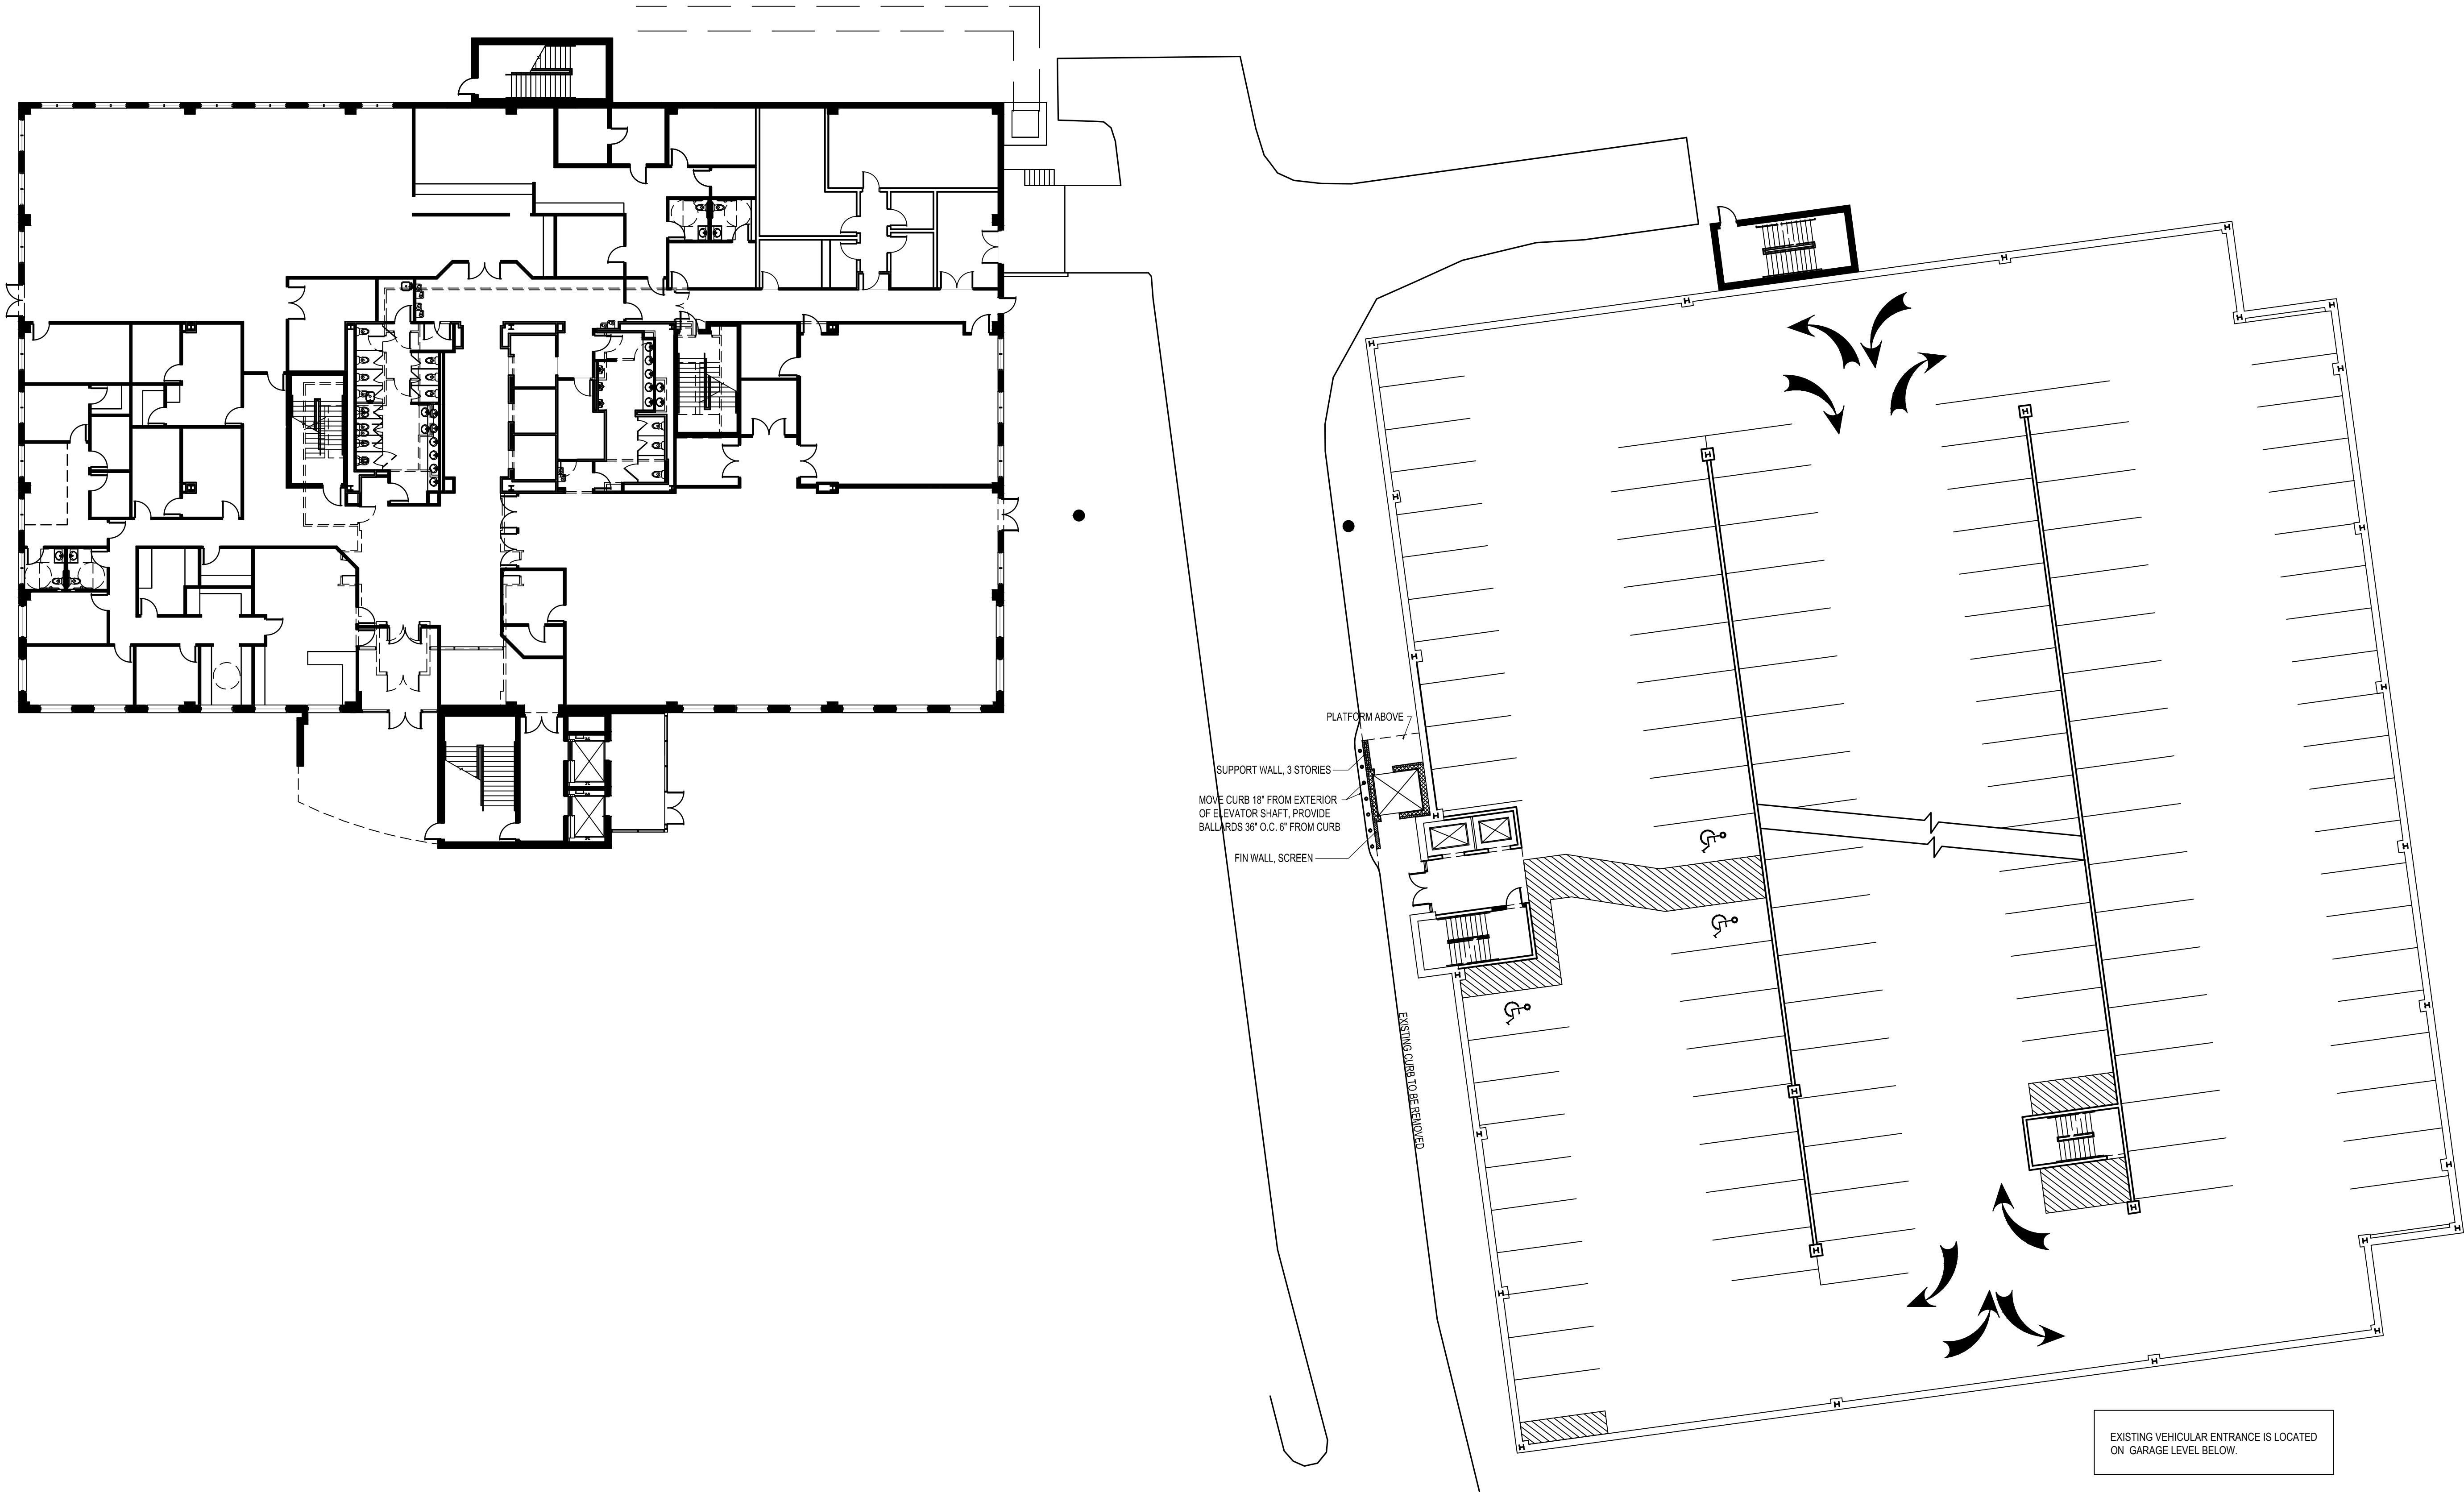 PLATFORM ABOVE
SUPPORT WALL, 3 STORIES
MOVE CURB 18" FROM EXTERIOR
OF ELEVATOR SHAFT, PROVIDE
BALLARDS 36" O.C. 6" FROM CURB
FIN WALL, SCREEN
EXISTING CURB TO BE REMOVED
EXISTING VEHICULAR ENTRANCE IS LOCATED
ON GARAGE LEVEL BELOW.